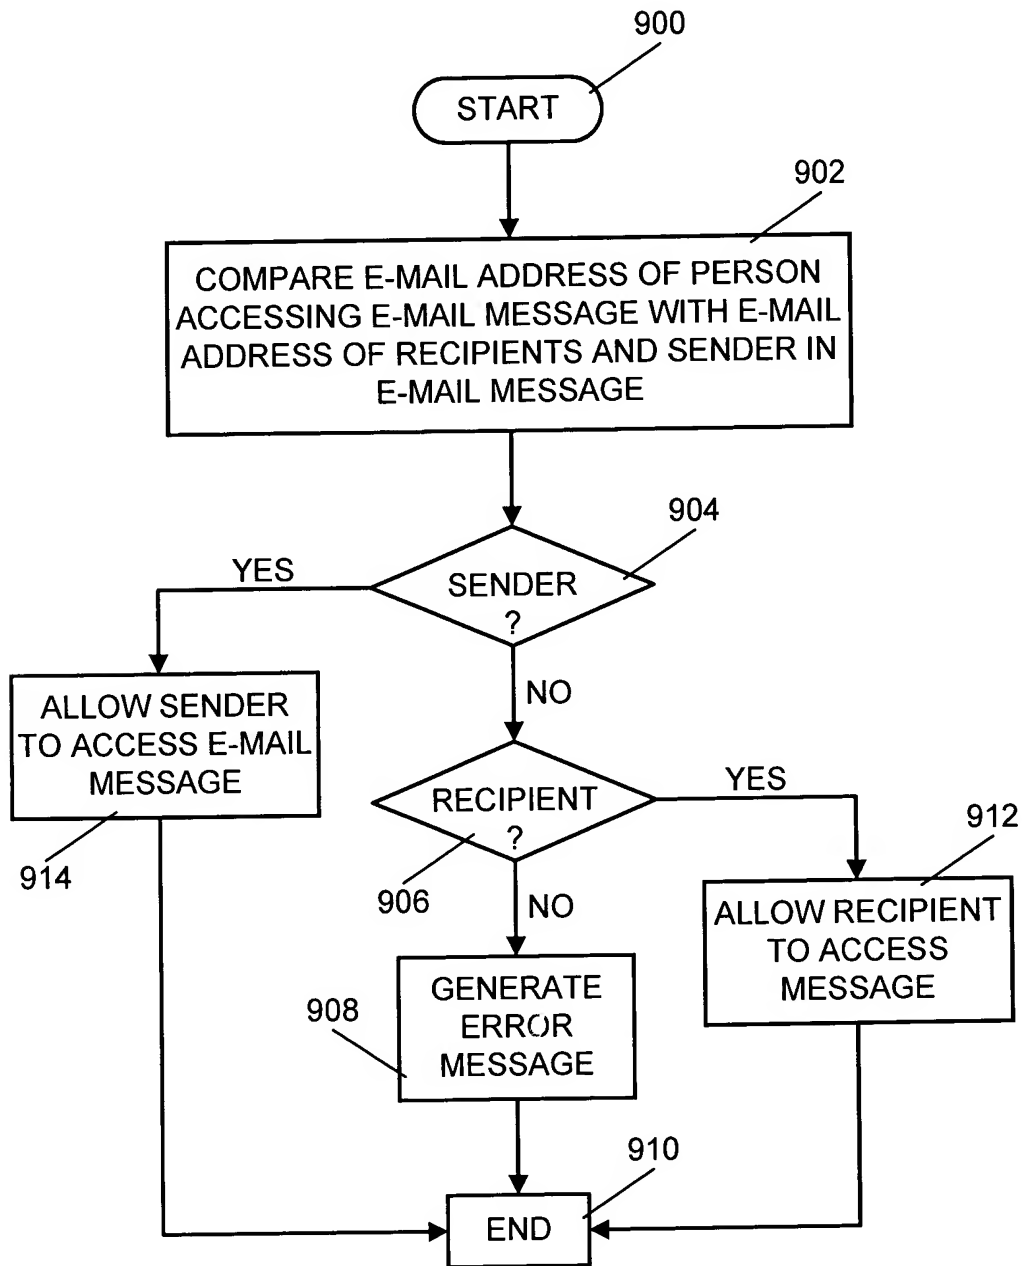 900
START
902
COMPARE E-MAIL ADDRESS OF PERSON
ACCESSING E-MAIL MESSAGE WITH E-MAIL
ADDRESS OF RECIPIENTS AND SENDER IN
E-MAIL MESSAGE
904
YES
SENDER
?
ALLOW SENDER
TO ACCESS E-MAIL
MESSAGE
914
NO
RECIPIENT
?
906
YES
912
NO
ALLOW RECIPIENT
TO ACCESS
MESSAGE
908
GENERATE
ERROR
MESSAGE
910
END